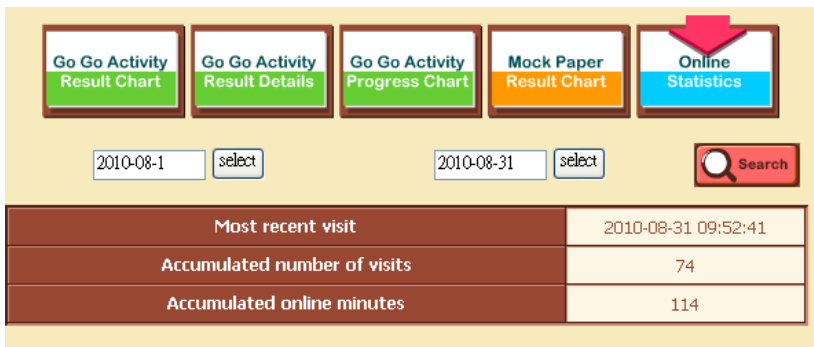 Go Go Activity
Result Chart
Go Go Activity
Result Details
Go Go Activity
Progress Chart
Mock Paper
Result Chart
Online
Statistics
2010-08-1 select 2010-08-31 select Search
Most recent visit 2010-08-31 09:52:41
Accumulated number of visits 74
Accumulated online minutes 114